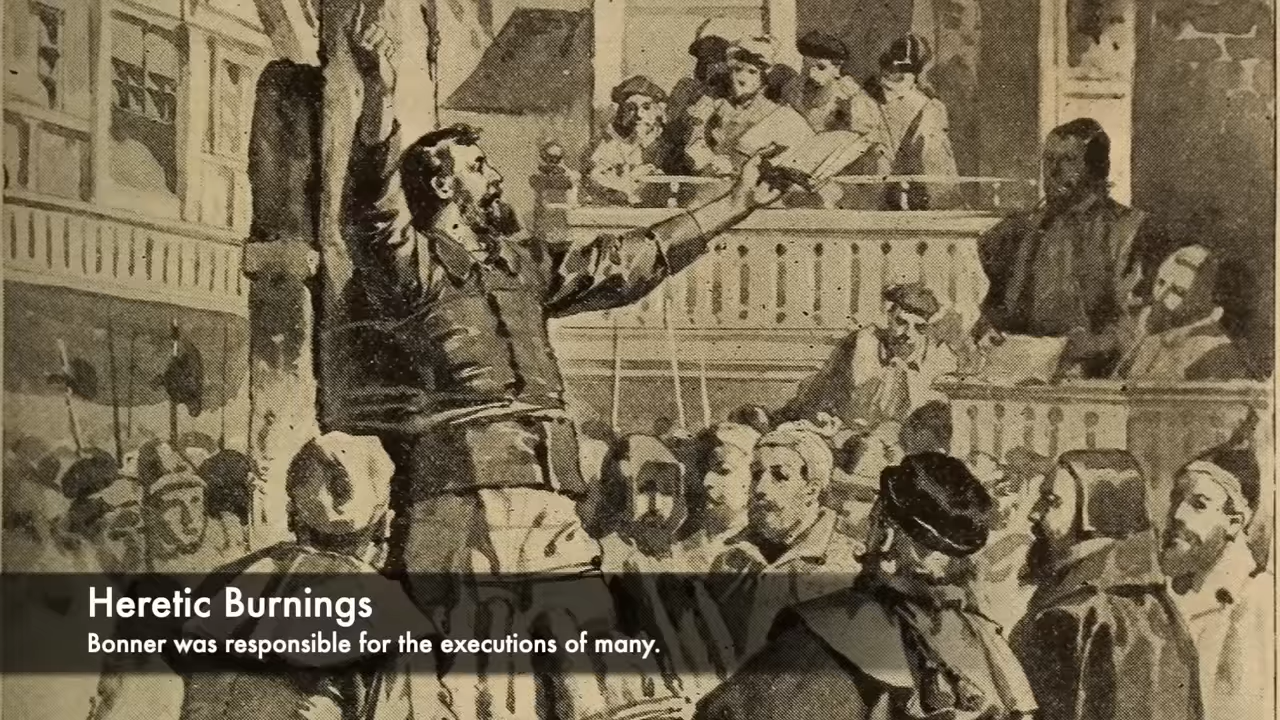 Heretic Burnings
Bonner was responsible for the executions of many.